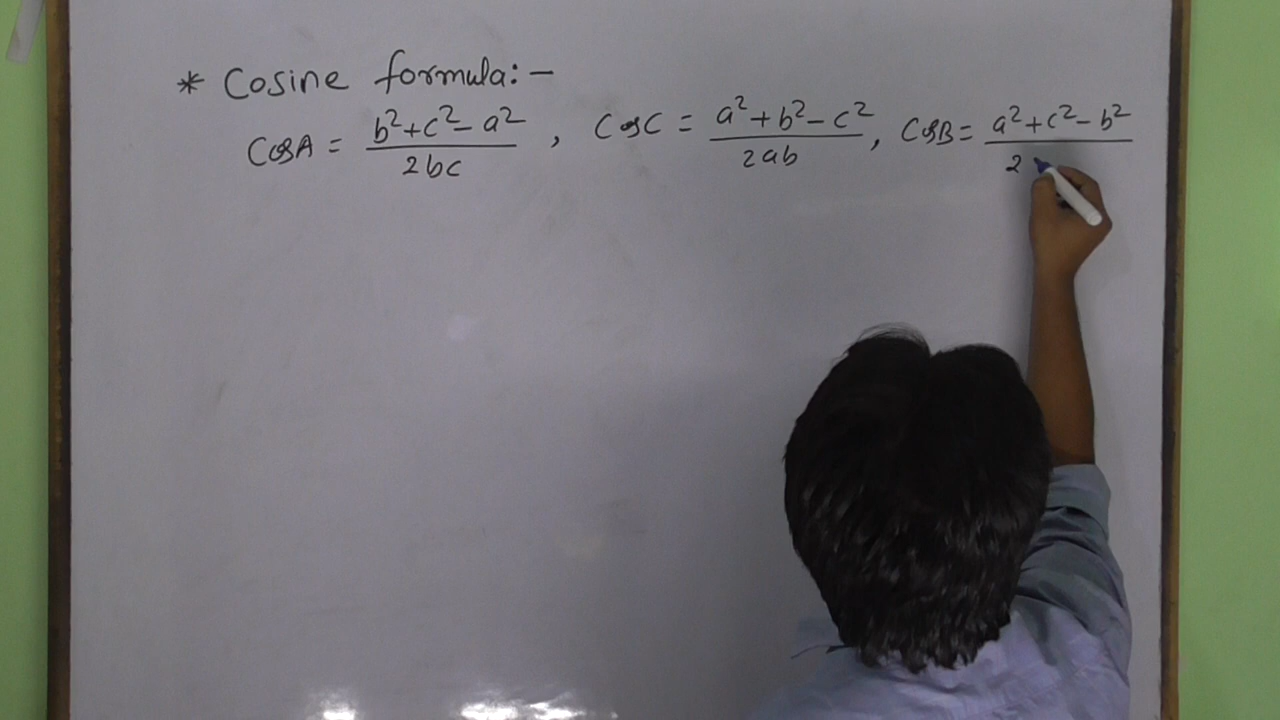 * Cosine formula:-
CosA = b²+c²-a² / 2bc , CosC = a²+b²-c² / 2ab , CosB = a²+c²-b² / 2